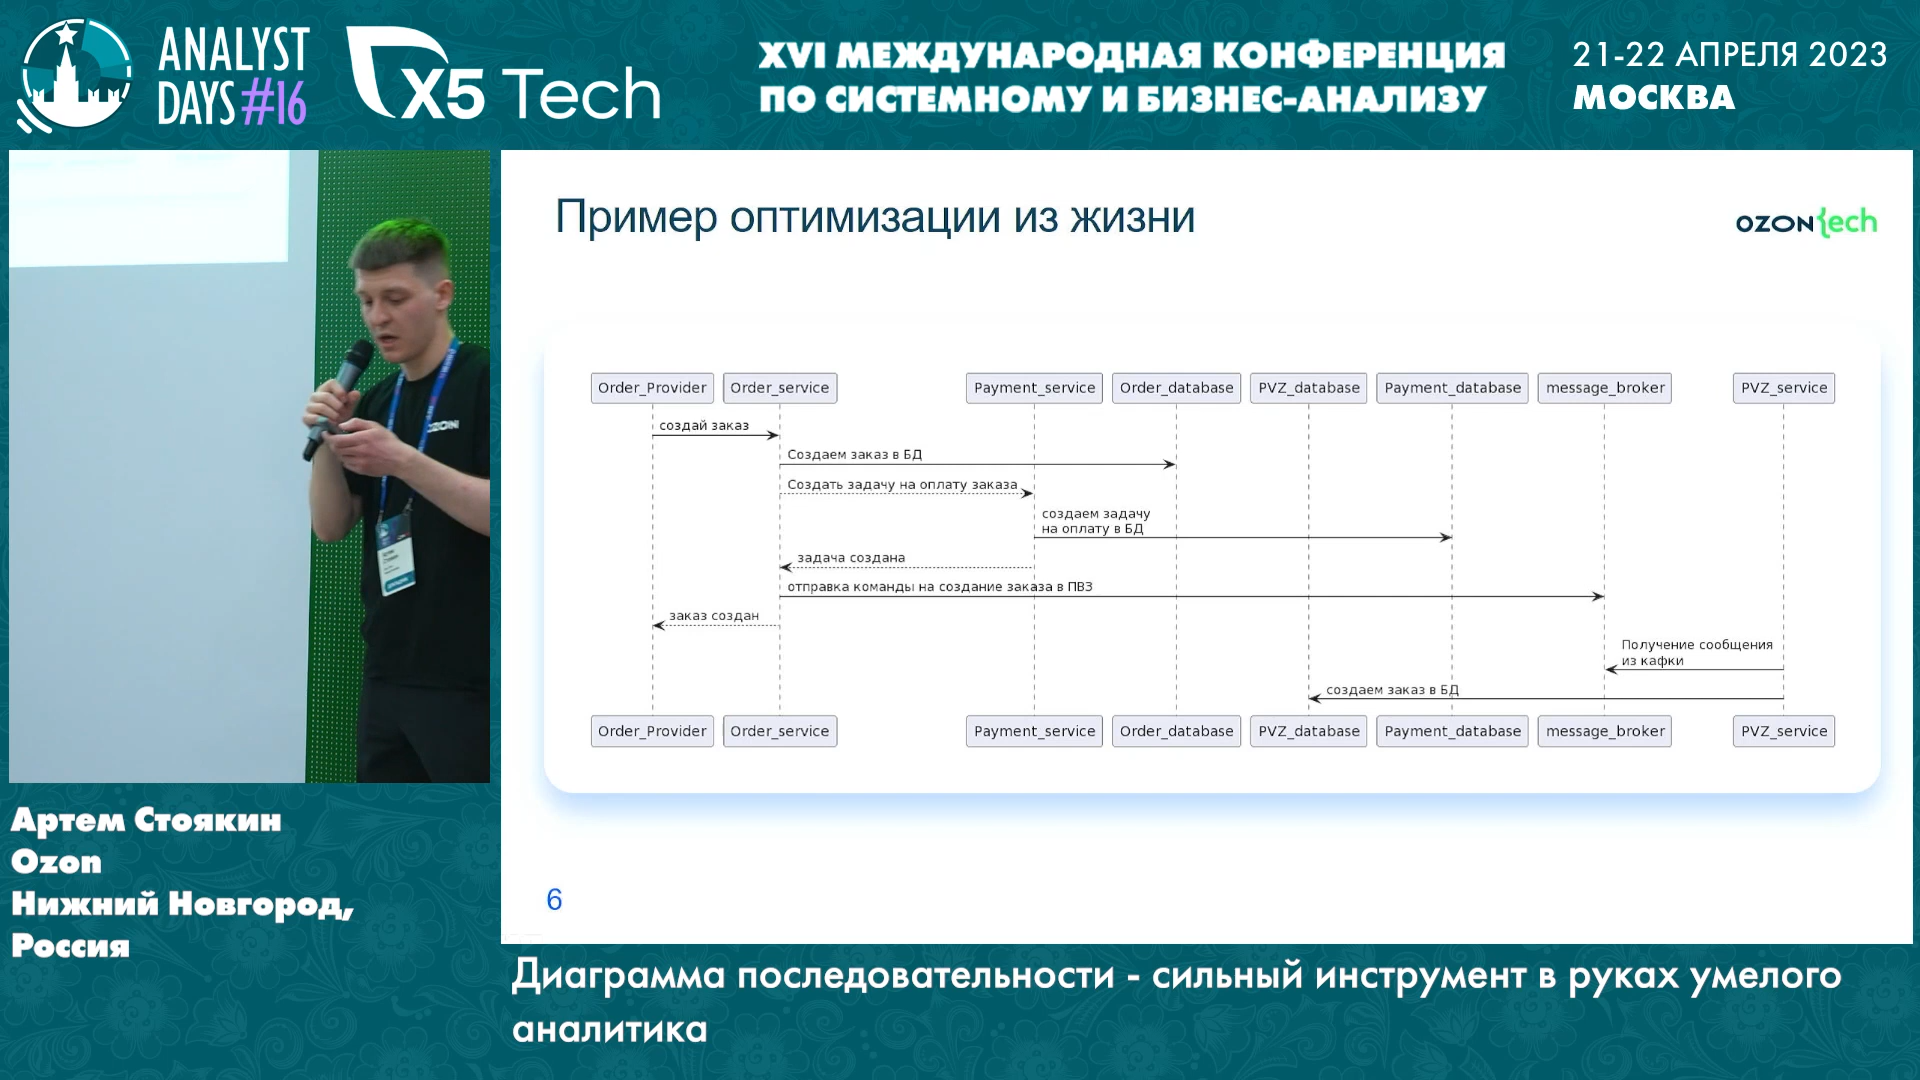 ANALYST
DAYS #16
X5 Tech
XVI МЕЖДУНАРОДНАЯ КОНФЕРЕНЦИЯ
ПО СИСТЕМНОМУ И БИЗНЕС-АНАЛИЗУ
21-22 АПРЕЛЯ 2023
МОСКВА
Пример оптимизации из жизни
OZON{ech
Order_Provider Order_service Payment_service Order_database PVZ_database Payment_database message_broker PVZ_service
создай заказ
Создаем заказ в БД
Создать задачу на оплату заказа
создаем задачу
на оплату в БД
задача создана
отправка команды на создание заказа в ПВЗ
заказ создан
Получение сообщения
из кафки
создаем заказ в БД
Order_Provider Order_service Payment_service Order_database PVZ_database Payment_database message_broker PVZ_service
6
OZON
Артем Стоякин
Ozon
Нижний Новгород,
Россия
Диаграмма последовательности - сильный инструмент в руках умелого
аналитика